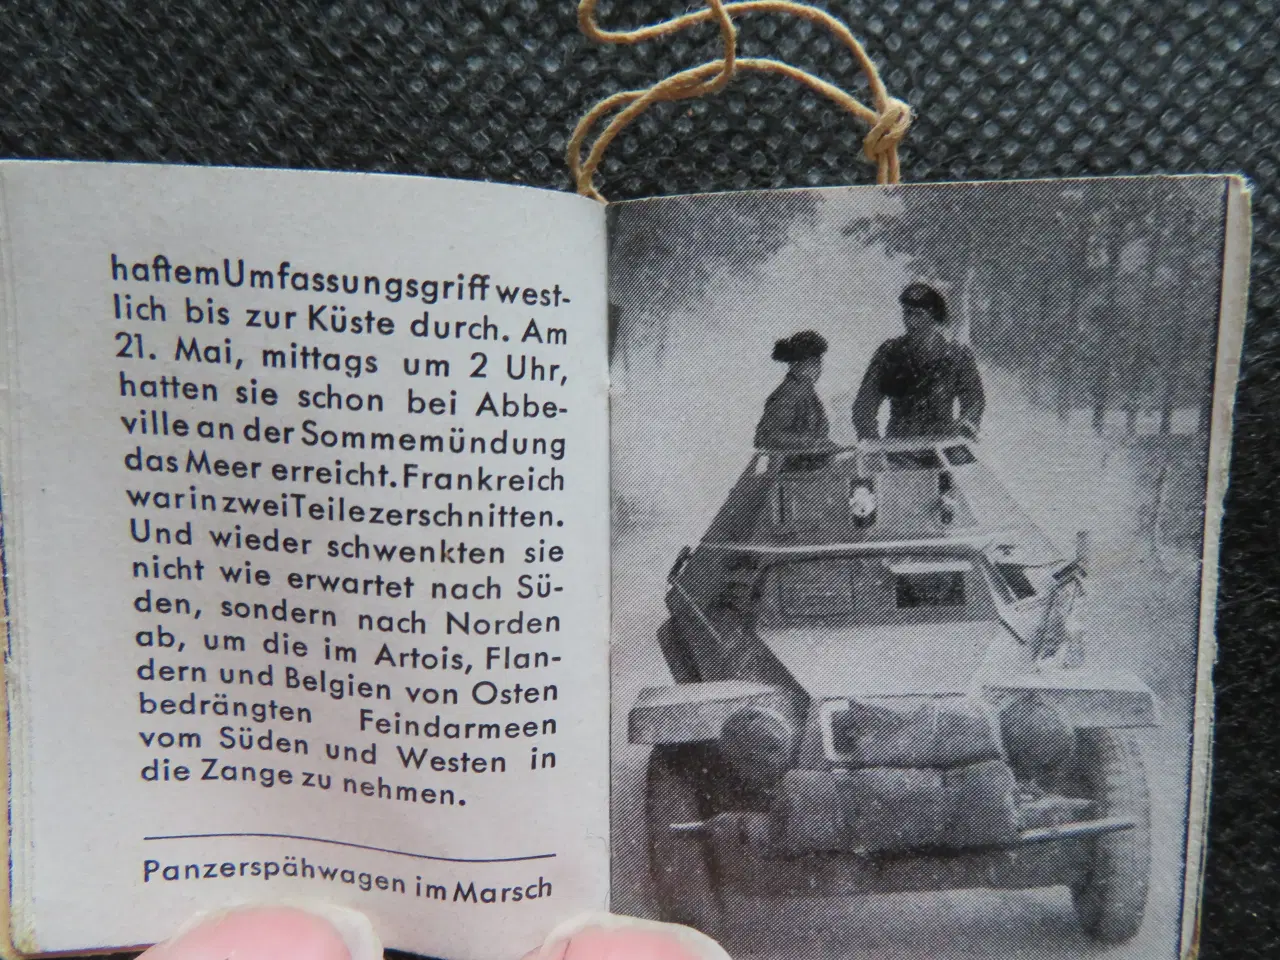 haftem Umfassungsgriff west-
lich bis zur Küste durch. Am
21. Mai, mittags um 2 Uhr,
hatten sie schon bei Abbe-
ville an der Sommemündung
das Meer erreicht. Frankreich
war in zwei Teile zerschnitten.
Und wieder schwenkten sie
nicht wie erwartet nach Sü-
den, sondern nach Norden
ab, um die im Artois, Flan-
dern und Belgien von Osten
bedrängten Feindarmeen
vom Süden und Westen in
die Zange zu nehmen.
Panzerspähwagen im Marsch